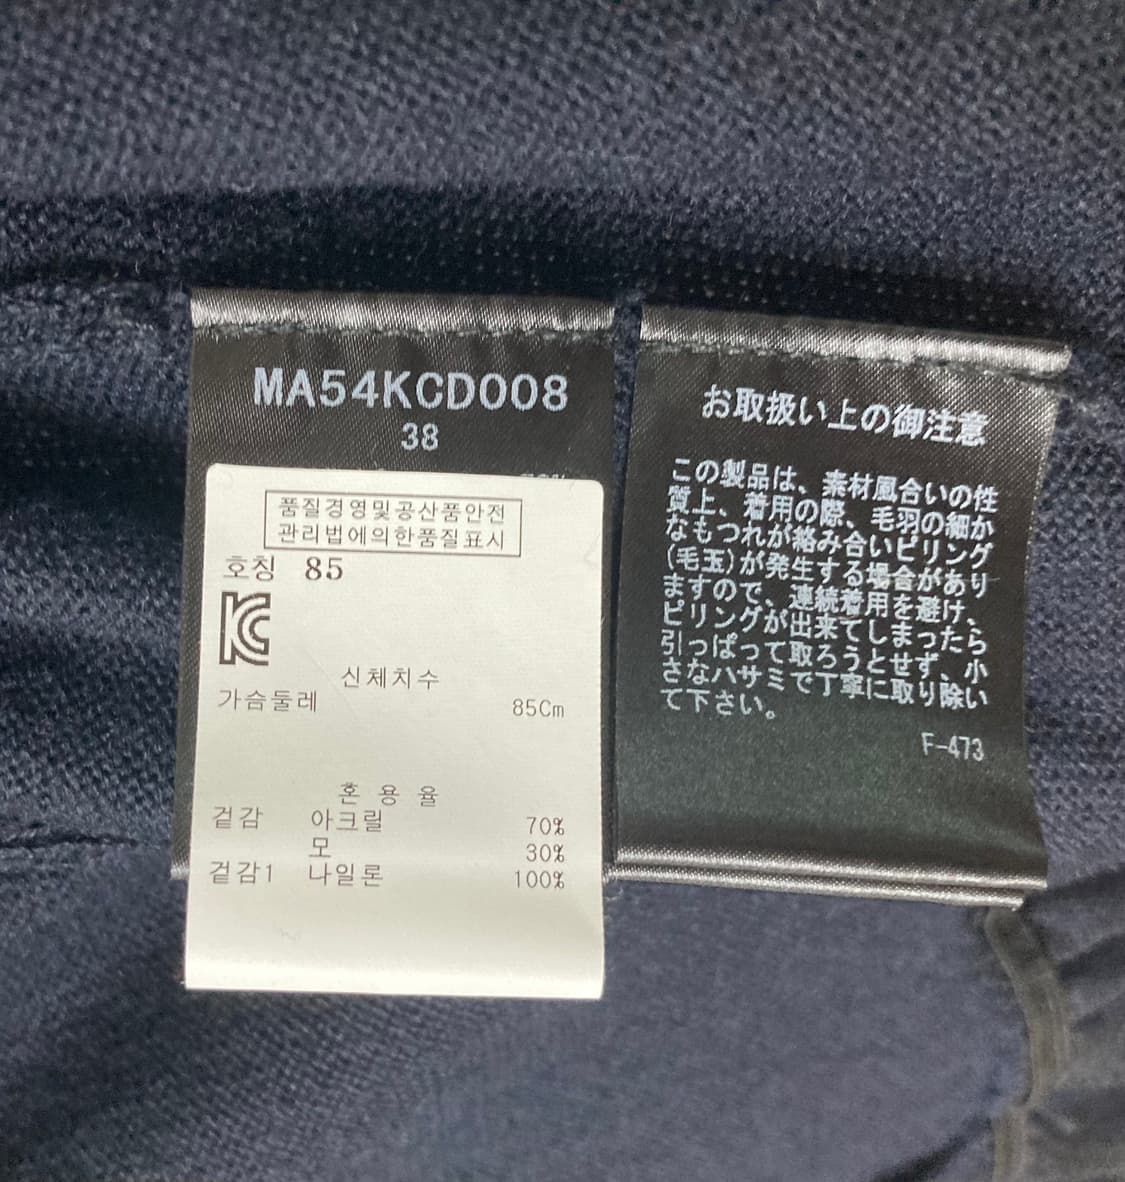 MA54KCD008
38
품질경영및공산품안전
관리법에의한품질표시
호칭 85
신체치수
가슴둘레 85Cm
혼 용 율
겉감 아크릴 70%
모 30%
겉감1 나일론 100%
お取扱い上の御注意
この製品は、素材風合いの性
質上、着用の際、毛羽の細か
なもつれが絡み合いピリング
(毛玉)が発生する場合があり
ますので、連続着用を避け、
ピリングが出来てしまったら
引っぱって取ろうとせず、小
さなハサミで丁寧に取り除い
て下さい。
F-473